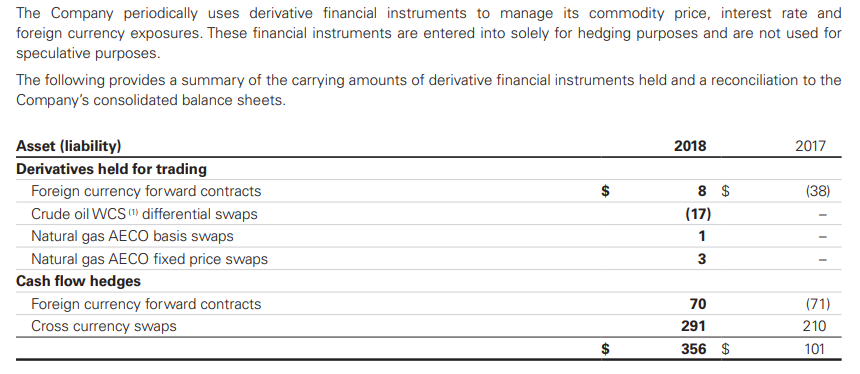 The Company periodically uses derivative financial instruments to manage its commodity price, interest rate and
foreign currency exposures. These financial instruments are entered into solely for hedging purposes and are not used for
speculative purposes.
The following provides a summary of the carrying amounts of derivative financial instruments held and a reconciliation to the
Company's consolidated balance sheets.
Asset (liability) 2018 2017
Derivatives held for trading
Foreign currency forward contracts $ 8 $ (38)
Crude oil WCS (1) differential swaps (17) –
Natural gas AECO basis swaps 1 –
Natural gas AECO fixed price swaps 3 –
Cash flow hedges
Foreign currency forward contracts 70 (71)
Cross currency swaps 291 210
$ 356 $ 101